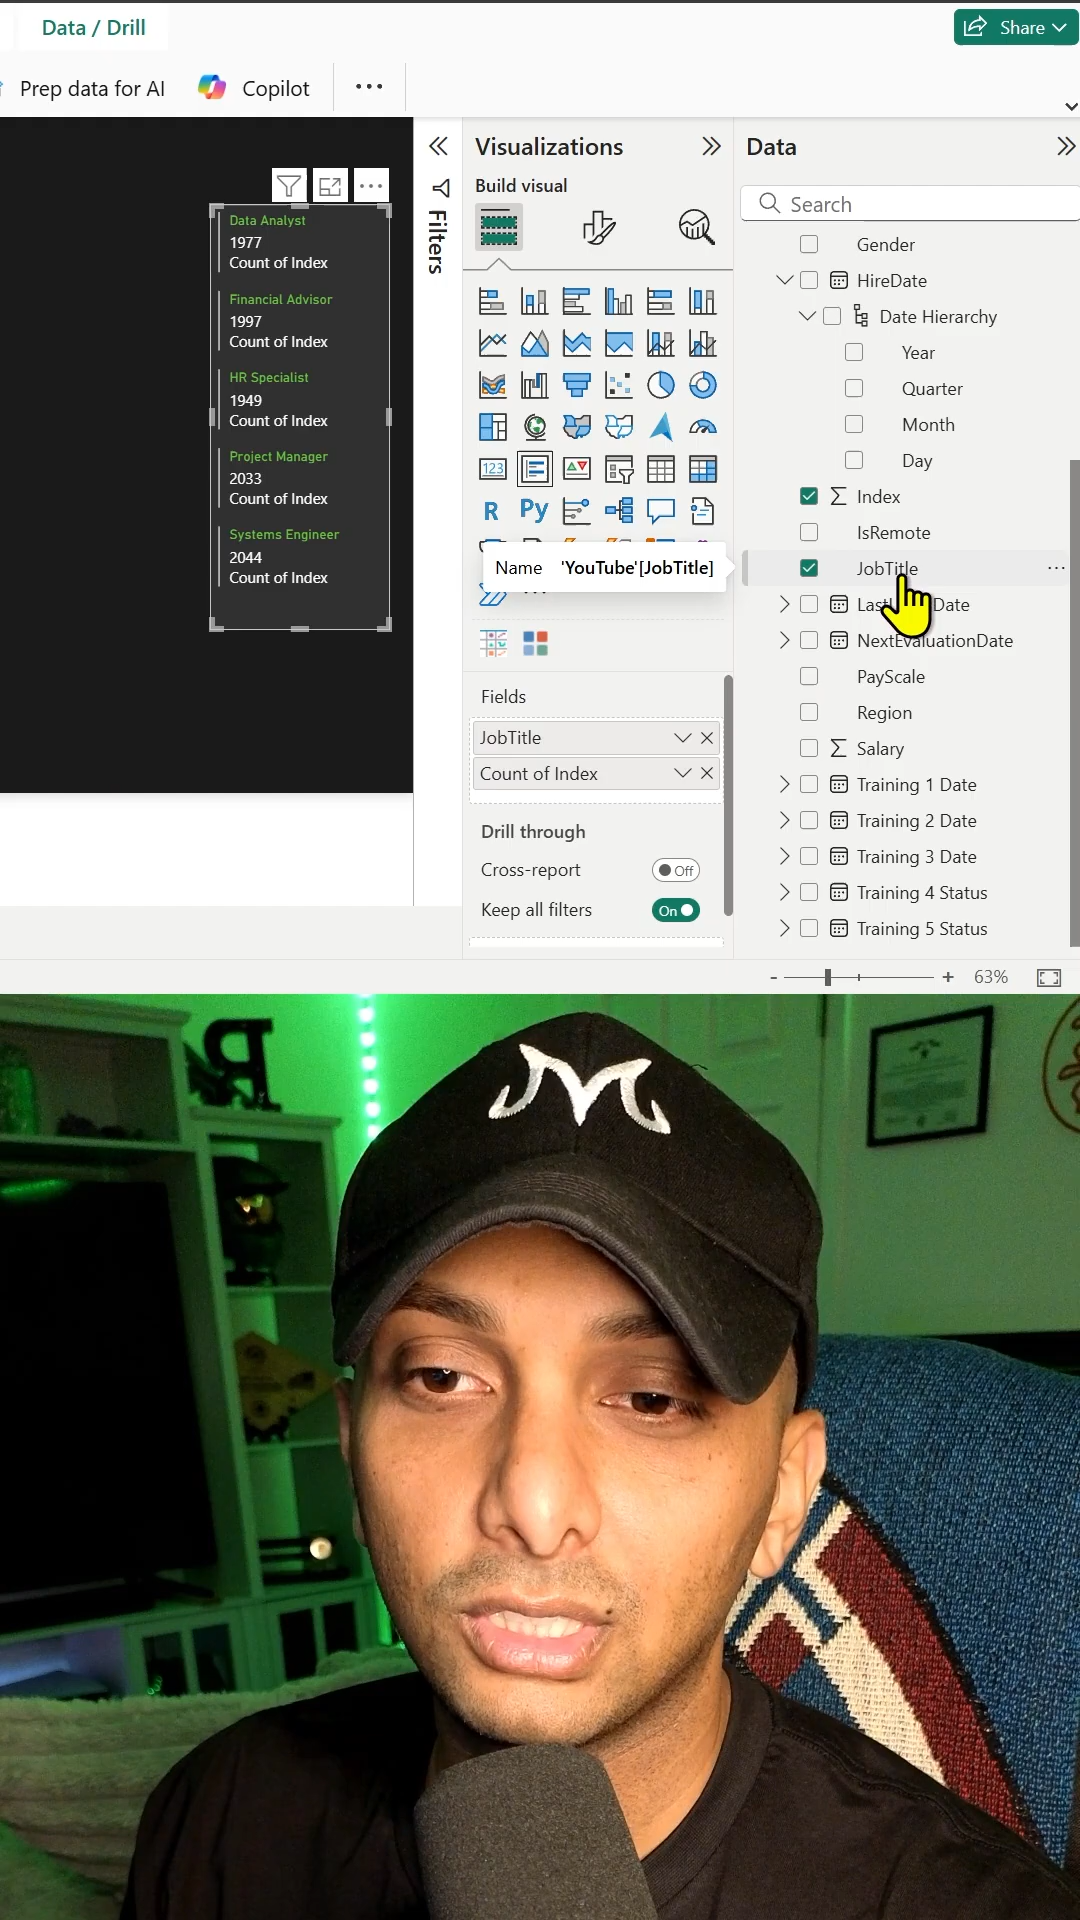 Data / Drill
Share
Prep data for AI
Copilot
Data Analyst
1977
Count of Index
Financial Advisor
1997
Count of Index
HR Specialist
1949
Count of Index
Project Manager
2033
Count of Index
Systems Engineer
2044
Count of Index
Filters
Visualizations
Build visual
123
R
Py
Name 'YouTube'[JobTitle]
Fields
JobTitle
Count of Index
Drill through
Cross-report
Off
Keep all filters
On
Data
Search
Gender
HireDate
Date Hierarchy
Year
Quarter
Month
Day
Index
IsRemote
JobTitle
NextEvaluationDate
PayScale
Region
Salary
Training 1 Date
Training 2 Date
Training 3 Date
Training 4 Status
Training 5 Status
- + 63%